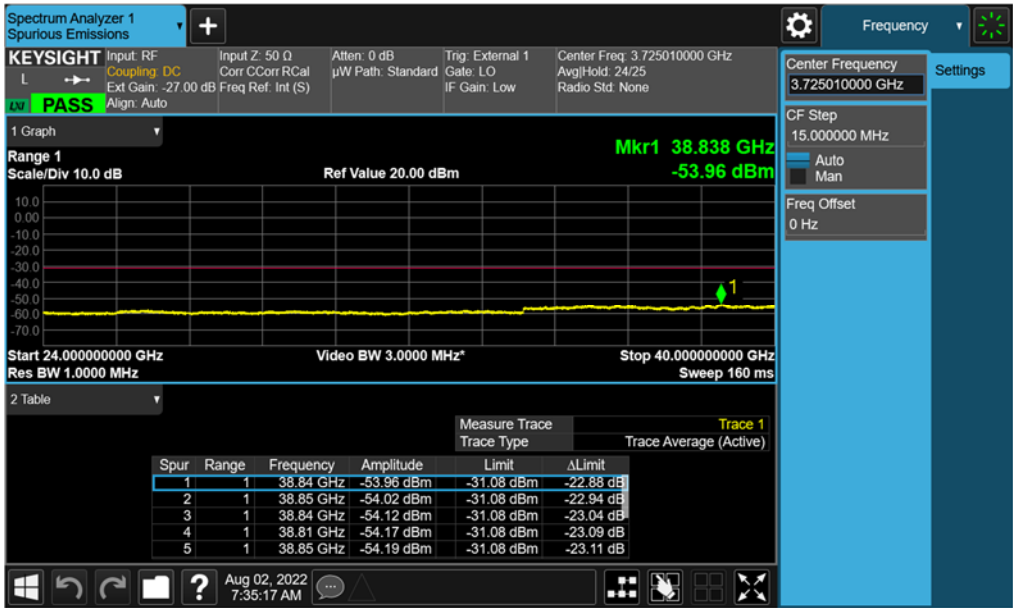 Spectrum Analyzer 1
Spurious Emissions
+
Frequency
KEYSIGHT Input: RF Input Z: 50 Ω Atten: 0 dB Trig: External 1 Center Freq: 3.725010000 GHz
L Coupling: DC Corr CCorr RCal µW Path: Standard Gate: LO Avg|Hold: 24/25
Ext Gain: -27.00 dB Freq Ref: Int (S) IF Gain: Low Radio Std: None
LXI PASS Align: Auto
Center Frequency
3.725010000 GHz
Settings
CF Step
15.000000 MHz
Auto
Man
Freq Offset
0 Hz
1 Graph
Range 1
Mkr1 38.838 GHz
Scale/Div 10.0 dB Ref Value 20.00 dBm -53.96 dBm
10.0
0.00
-10.0
-20.0
-30.0
-40.0
-50.0
-60.0
-70.0
1
Start 24.000000000 GHz Video BW 3.0000 MHz* Stop 40.000000000 GHz
Res BW 1.0000 MHz Sweep 160 ms
2 Table
Measure Trace Trace 1
Trace Type Trace Average (Active)
Spur Range Frequency Amplitude Limit ΔLimit
1 1 38.84 GHz -53.96 dBm -31.08 dBm -22.88 dB
2 1 38.85 GHz -54.02 dBm -31.08 dBm -22.94 dB
3 1 38.84 GHz -54.12 dBm -31.08 dBm -23.04 dB
4 1 38.81 GHz -54.17 dBm -31.08 dBm -23.09 dB
5 1 38.85 GHz -54.19 dBm -31.08 dBm -23.11 dB
? Aug 02, 2022
7:35:17 AM